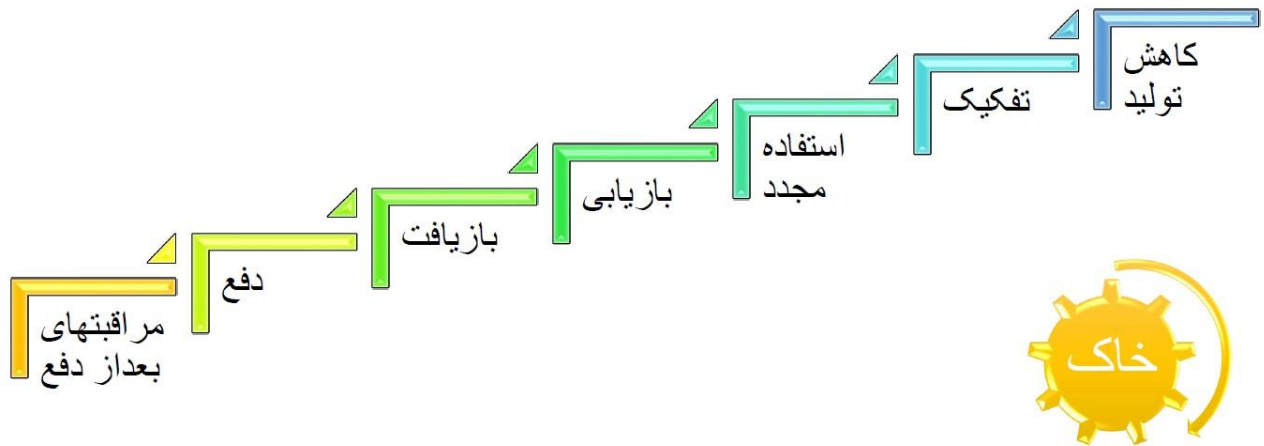 کاهش
تولید
تفکیک
استفاده
مجدد
بازیابی
بازیافت
دفع
مراقبتهای
بعداز دفع
خاک